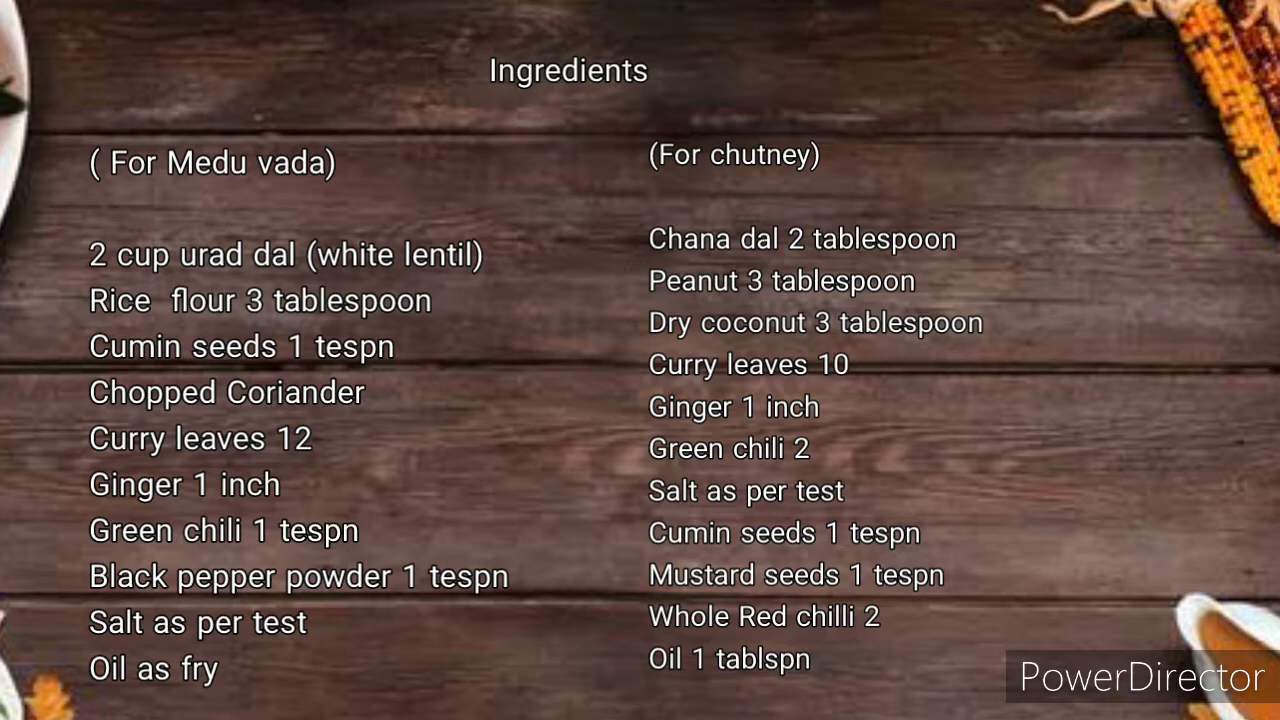 Ingredients
( For Medu vada)
2 cup urad dal (white lentil)
Rice flour 3 tablespoon
Cumin seeds 1 tespn
Chopped Coriander
Curry leaves 12
Ginger 1 inch
Green chili 1 tespn
Black pepper powder 1 tespn
Salt as per test
Oil as fry
(For chutney)
Chana dal 2 tablespoon
Peanut 3 tablespoon
Dry coconut 3 tablespoon
Curry leaves 10
Ginger 1 inch
Green chili 2
Salt as per test
Cumin seeds 1 tespn
Mustard seeds 1 tespn
Whole Red chilli 2
Oil 1 tablspn
PowerDirector